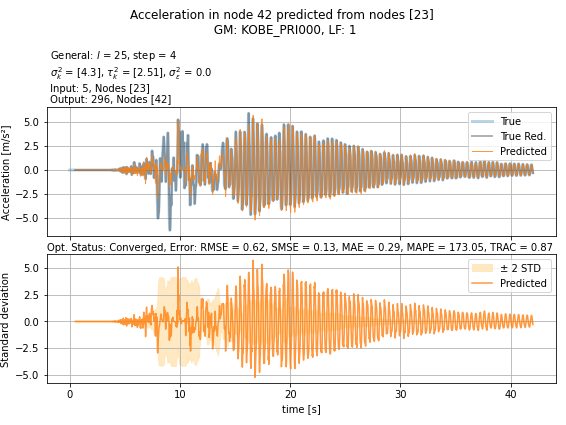 Acceleration in node 42 predicted from nodes [23]
GM: KOBE_PRI000, LF: 1
General: l = 25, step = 4
σ²ₖ = [4.3], τ²ₖ = [2.51], σ²ε = 0.0
Input: 5, Nodes [23]
Output: 296, Nodes [42]
Acceleration [m/s²]
5.0
2.5
0.0
−2.5
−5.0
True
True Red.
Predicted
Opt. Status: Converged, Error: RMSE = 0.62, SMSE = 0.13, MAE = 0.29, MAPE = 173.05, TRAC = 0.87
Standard deviation
5.0
2.5
0.0
−2.5
−5.0
± 2 STD
Predicted
0 10 20 30 40
time [s]